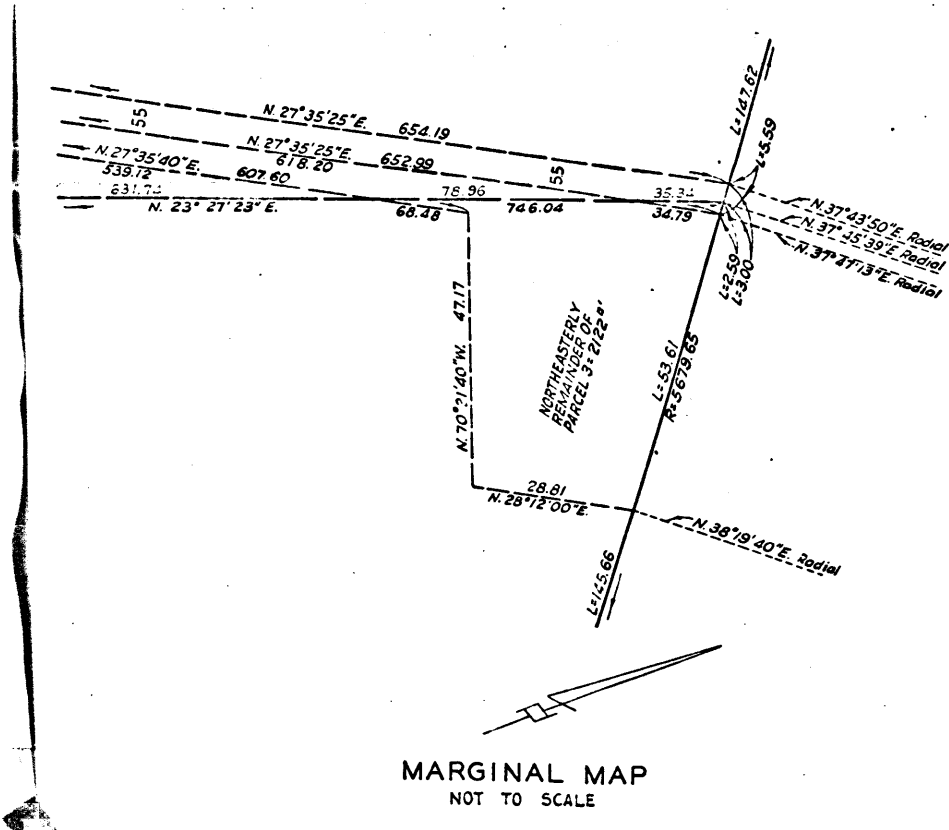 L=147.62
L=5.59
N. 27°35'25"E. 654.19
55
N. 27°35'25"E. 652.99
618.20
55
N.27°35'40"E. 607.60
539.12
78.96
35.34
N. 23° 27'23" E.
68.48
746.04
34.79
N.37°43'50"E. Radial
N.37°45'39"E Radial
E. Radial
L=2.59
L=3.00
47.17
N.70°21'40"W.
NORTHEASTERLY
REMAINDER OF
PARCEL 3=2122□'
L=53.61
R=5679.65
28.81
N. 28°12'00"E.
N.38°19'40"E. Radial
L=145.66
MARGINAL MAP
NOT TO SCALE